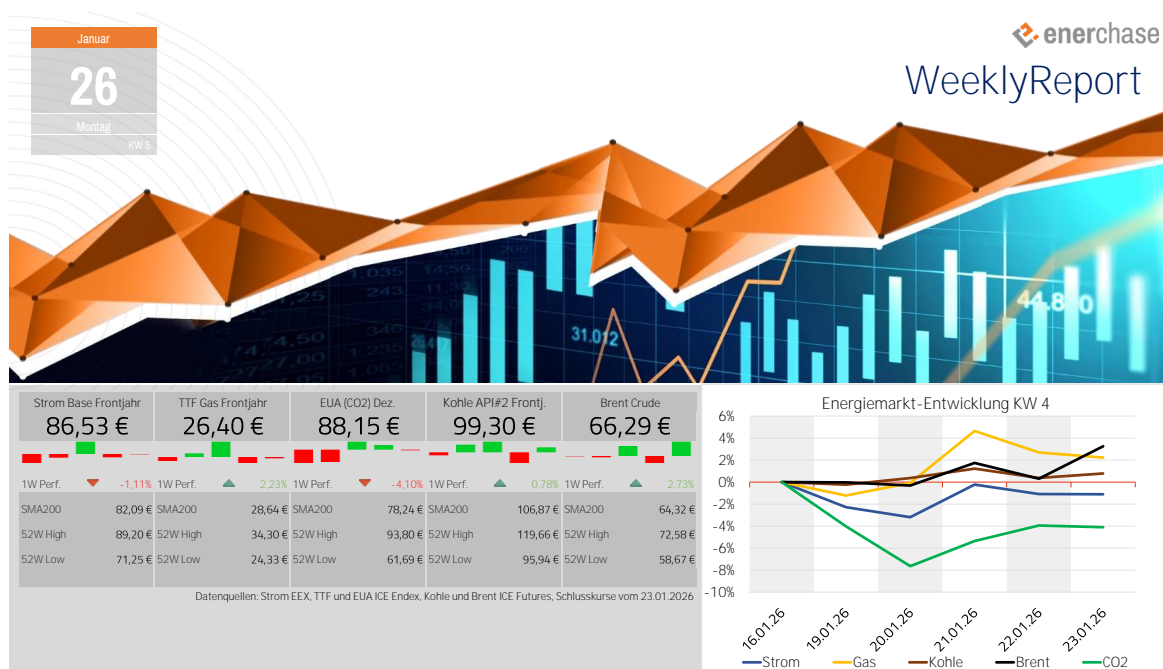 Januar
26
Montag
KW 5
enerchase
WeeklyReport
31.012
44.810
Strom Base Frontjahr
86,53 €
1W Perf. -1,11%
SMA200 82,09 €
52W High 89,20 €
52W Low 71,25 €
TTF Gas Frontjahr
26,40 €
1W Perf. 2,23%
SMA200 28,64 €
52W High 34,30 €
52W Low 24,33 €
EUA (CO2) Dez.
88,15 €
1W Perf. -4,10%
SMA200 78,24 €
52W High 93,80 €
52W Low 61,69 €
Kohle API#2 Frontj.
99,30 €
1W Perf. 0,78%
SMA200 106,87 €
52W High 119,66 €
52W Low 95,94 €
Brent Crude
66,29 €
1W Perf. 2,73%
SMA200 64,32 €
52W High 72,58 €
52W Low 58,67 €
Datenquellen: Strom EEX, TTF und EUA ICE Endex, Kohle und Brent ICE Futures, Schlusskurse vom 23.01.2026
Energiemarkt-Entwicklung KW 4
6%
4%
2%
0%
-2%
-4%
-6%
-8%
-10%
16.01.26
19.01.26
20.01.26
21.01.26
22.01.26
23.01.26
Strom
Gas
Kohle
Brent
CO2